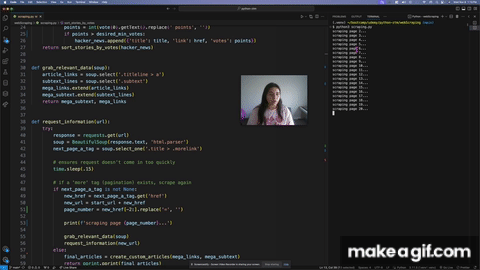 points = int(vote[0].getText().replace(' points', ''))
if points > desired_min_votes:
hacker_news.append({'title': title, 'link': href, 'votes': points})
return sort_stories_by_votes(hacker_news)
def grab_relevant_data(soup):
article_links = soup.select('.titleline > a')
subtext_lines = soup.select('.subtext')
mega_links.extend(article_links)
mega_subtext.extend(subtext_lines)
return mega_subtext, mega_links
def request_information(url):
try:
response = requests.get(url)
soup = BeautifulSoup(response.text, 'html.parser')
next_page_a_tag = soup.select_one('.title > .morelink')
# ensures request doesn't come in too quickly
time.sleep(.15)
# if a 'more' tag (pagination) exists, scrape again
if next_page_a_tag is not None:
new_href = next_page_a_tag.get('href')
new_url = start_url + new_href
page_number = new_href[-2:].replace('=', '')
print(f'scraping page {page_number}...')
grab_relevant_data(soup)
request_information(new_url)
else:
final_articles = create_custom_articles(mega_links, mega_subtext)
return pprint.pprint(final_articles)
scraping page 2...
scraping page 3...
scraping page 4...
scraping page 5...
scraping page 6...
scraping page 7...
scraping page 8...
scraping page 9...
scraping page 10...
scraping page 11...
scraping page 12...
scraping page 13...
scraping page 14...
scraping page 15...
scraping page 16...
scraping page 17...
scraping page 18...
scraping page 19...
scraping page 20...
makeagif.com